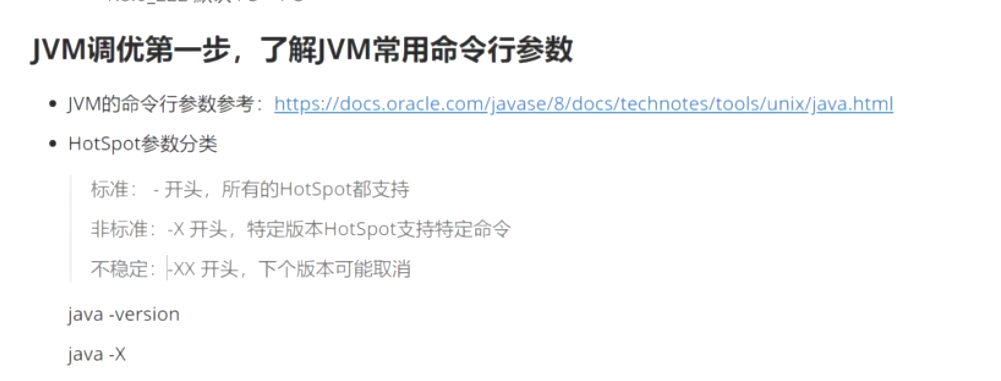 JVM调优第一步，了解JVM常用命令行参数
JVM的命令行参数参考：https://docs.oracle.com/javase/8/docs/technotes/tools/unix/java.html
HotSpot参数分类
标准： - 开头，所有的HotSpot都支持
非标准：-X 开头，特定版本HotSpot支持特定命令
不稳定：-XX 开头，下个版本可能取消
java -version
java -X